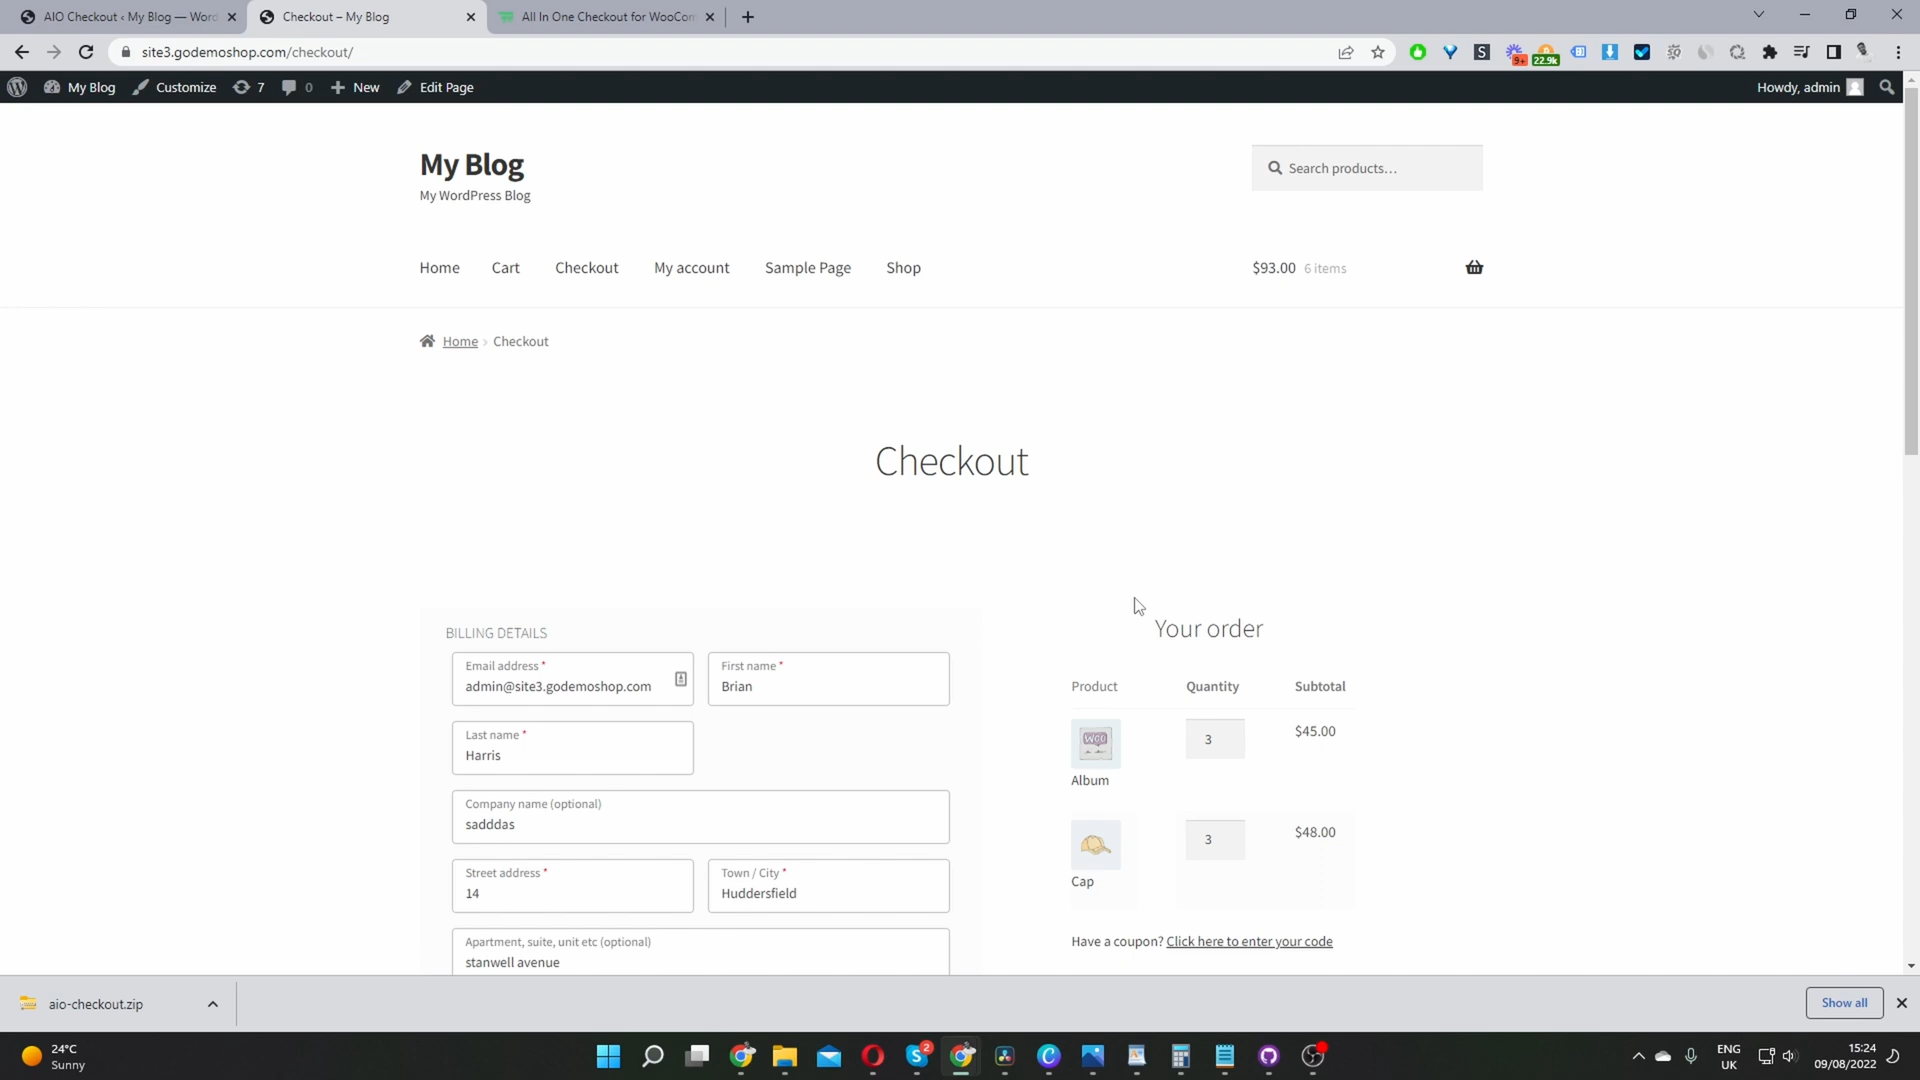 AIO Checkout ‹ My Blog — Word
Checkout – My Blog
All In One Checkout for WooCom
site3.godemoshop.com/checkout/
9+
22.9k
My Blog
Customize
7
0
New
Edit Page
Howdy, admin
My Blog
My WordPress Blog
Search products…
Home
Cart
Checkout
My account
Sample Page
Shop
$93.00 6 items
Home › Checkout
Checkout
BILLING DETAILS
Email address *
admin@site3.godemoshop.com
First name *
Brian
Last name *
Harris
Company name (optional)
sadddas
Street address *
14
Town / City *
Huddersfield
Apartment, suite, unit etc (optional)
stanwell avenue
Your order
Product Quantity Subtotal
WOO
Album
3
$45.00
Cap
3
$48.00
Have a coupon? Click here to enter your code
aio-checkout.zip
Show all
24°C
Sunny
2
ENG
UK
15:24
09/08/2022